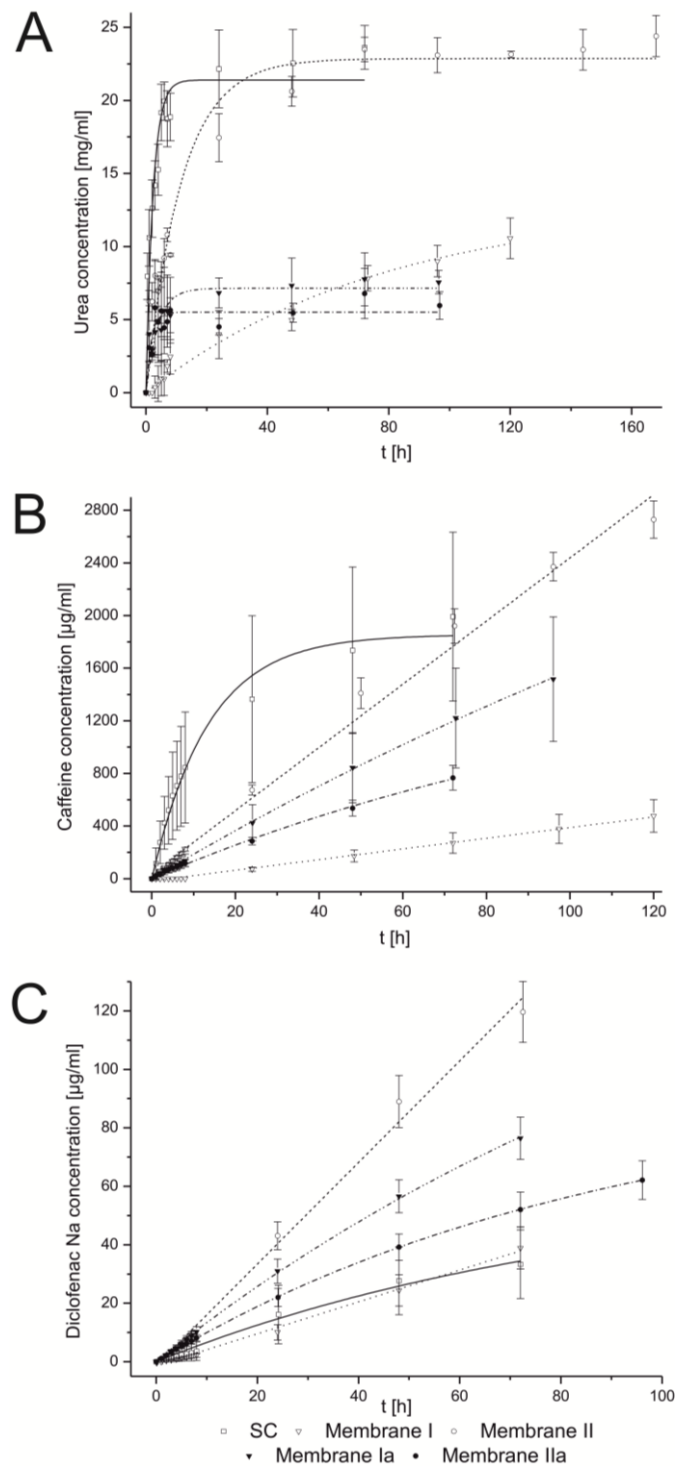 A
25
20
15
10
5
0
Urea concentration [mg/ml]
0 40 80 120 160
t [h]
B
2800
2400
2000
1600
1200
800
400
0
Caffeine concentration [µg/ml]
0 20 40 60 80 100 120
t [h]
C
120
100
80
60
40
20
0
Diclofenac Na concentration [µg/ml]
0 20 40 60 80 100
t [h]
SC Membrane I Membrane II
Membrane Ia Membrane IIa